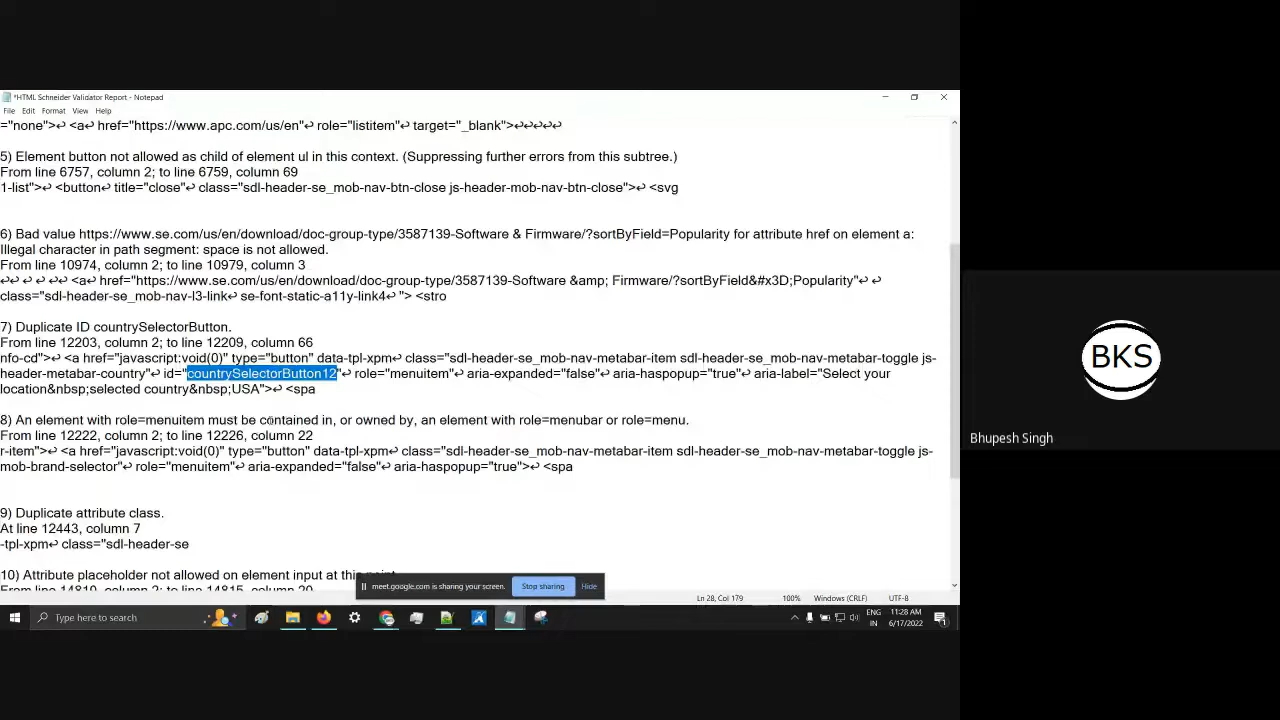 *HTML Schneider Validator Report - Notepad
File Edit Format View Help
="none">↩ <a↩ href="https://www.apc.com/us/en"↩ role="listitem"↩ target="_blank">↩↩↩↩↩
5) Element button not allowed as child of element ul in this context. (Suppressing further errors from this subtree.)
From line 6757, column 2; to line 6759, column 69
1-list">↩ <button↩ title="close"↩ class="sdl-header-se_mob-nav-btn-close js-header-mob-nav-btn-close">↩ <svg
6) Bad value https://www.se.com/us/en/download/doc-group-type/3587139-Software & Firmware/?sortByField=Popularity for attribute href on element a:
Illegal character in path segment: space is not allowed.
From line 10974, column 2; to line 10979, column 3
↩↩ ↩ ↩ ↩↩ <a↩ href="https://www.se.com/us/en/download/doc-group-type/3587139-Software &amp; Firmware/?sortByField&#x3D;Popularity"↩ ↩
class="sdl-header-se_mob-nav-l3-link↩ se-font-static-a11y-link4↩ "> <stro
7) Duplicate ID countrySelectorButton.
From line 12203, column 2; to line 12209, column 66
nfo-cd">↩ <a href="javascript:void(0)" type="button" data-tpl-xpm↩ class="sdl-header-se_mob-nav-metabar-item sdl-header-se_mob-nav-metabar-toggle js-
header-metabar-country"↩ id="countrySelectorButton12"↩ role="menuitem"↩ aria-expanded="false"↩ aria-haspopup="true"↩ aria-label="Select your
location&nbsp;selected country&nbsp;USA">↩ <spa
8) An element with role=menuitem must be contained in, or owned by, an element with role=menubar or role=menu.
From line 12222, column 2; to line 12226, column 22
r-item">↩ <a href="javascript:void(0)" type="button" data-tpl-xpm↩ class="sdl-header-se_mob-nav-metabar-item sdl-header-se_mob-nav-metabar-toggle js-
mob-brand-selector"↩ role="menuitem"↩ aria-expanded="false"↩ aria-haspopup="true">↩ <spa
9) Duplicate attribute class.
At line 12443, column 7
-tpl-xpm↩ class="sdl-header-se
10) Attribute placeholder not allowed on element input at this point.
From line 14810, column 2; to line 14815, column 20
meet.google.com is sharing your screen. Stop sharing Hide
Ln 28, Col 179 100% Windows (CRLF) UTF-8
Type here to search
ENG
IN
11:28 AM
6/17/2022
1
BKS
Bhupesh Singh